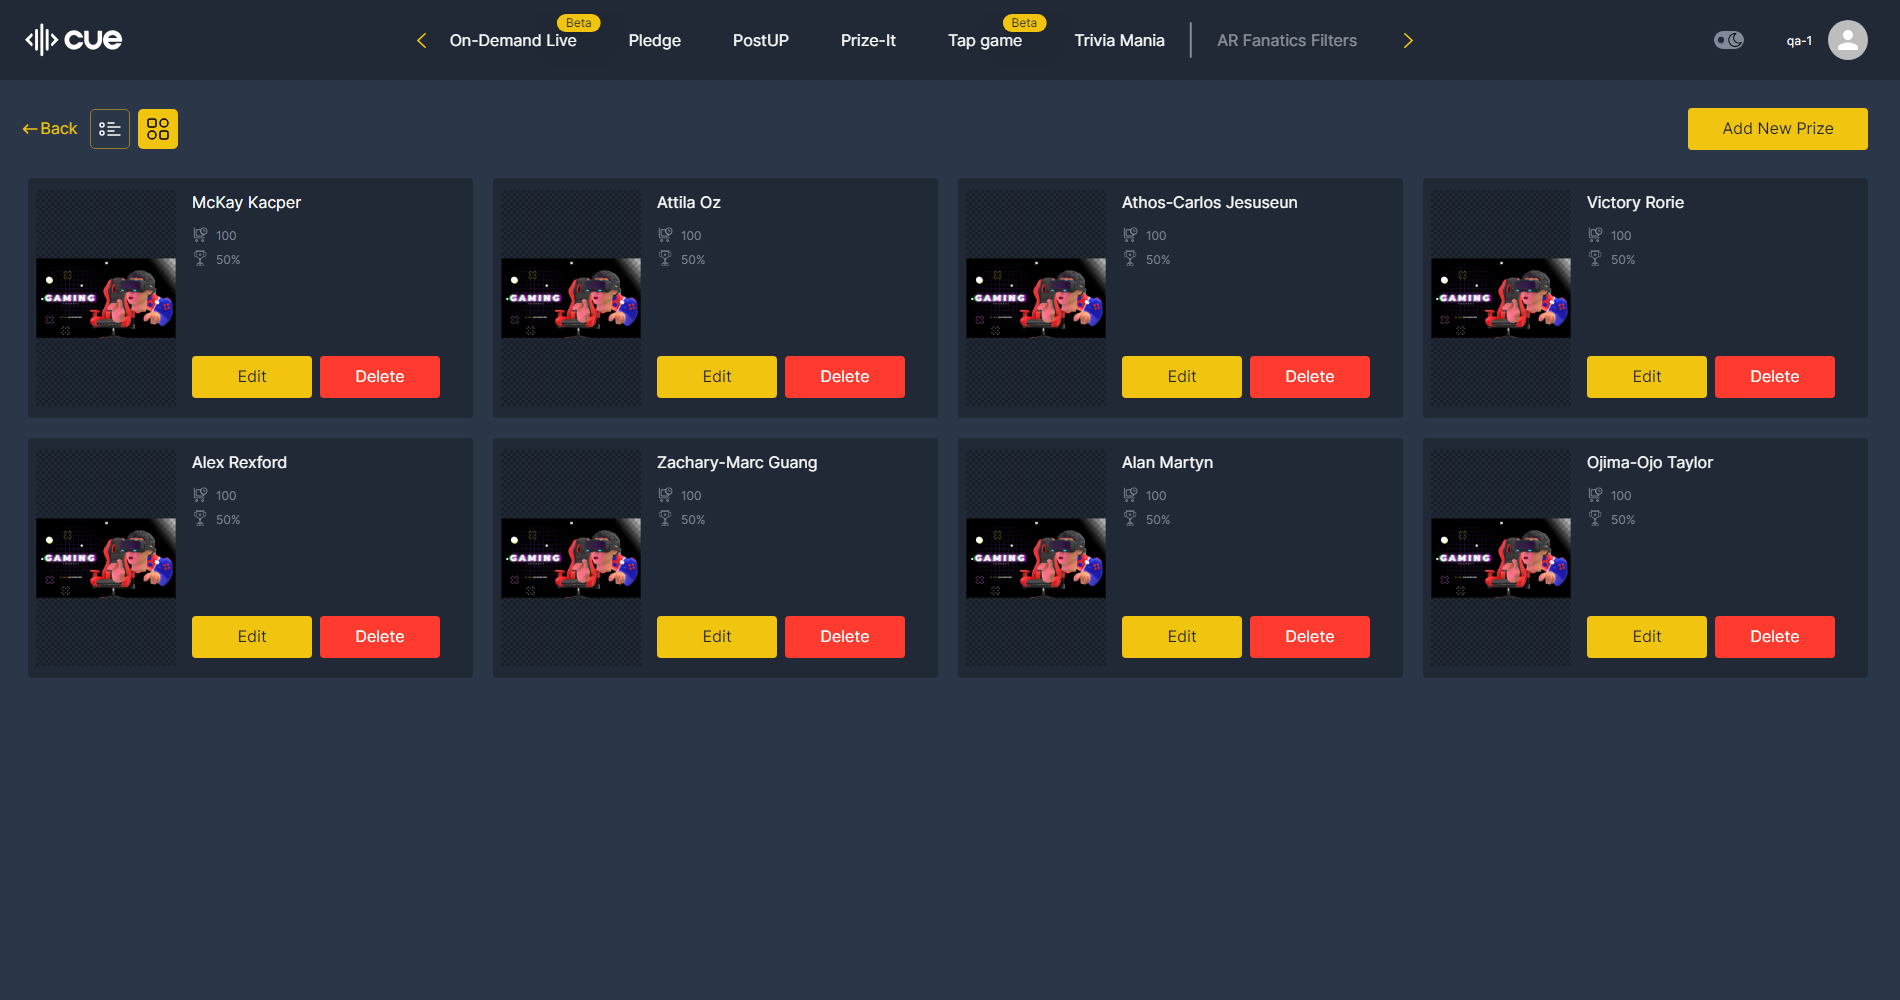 cue
On-Demand Live
Beta
Pledge
PostUP
Prize-It
Tap game
Beta
Trivia Mania
AR Fanatics Filters
qa-1
Back
Add New Prize
McKay Kacper
100
50%
GAMING
Edit
Delete
Attila Oz
100
50%
GAMING
Edit
Delete
Athos-Carlos Jesuseun
100
50%
GAMING
Edit
Delete
Victory Rorie
100
50%
GAMING
Edit
Delete
Alex Rexford
100
50%
GAMING
Edit
Delete
Zachary-Marc Guang
100
50%
GAMING
Edit
Delete
Alan Martyn
100
50%
GAMING
Edit
Delete
Ojima-Ojo Taylor
100
50%
GAMING
Edit
Delete